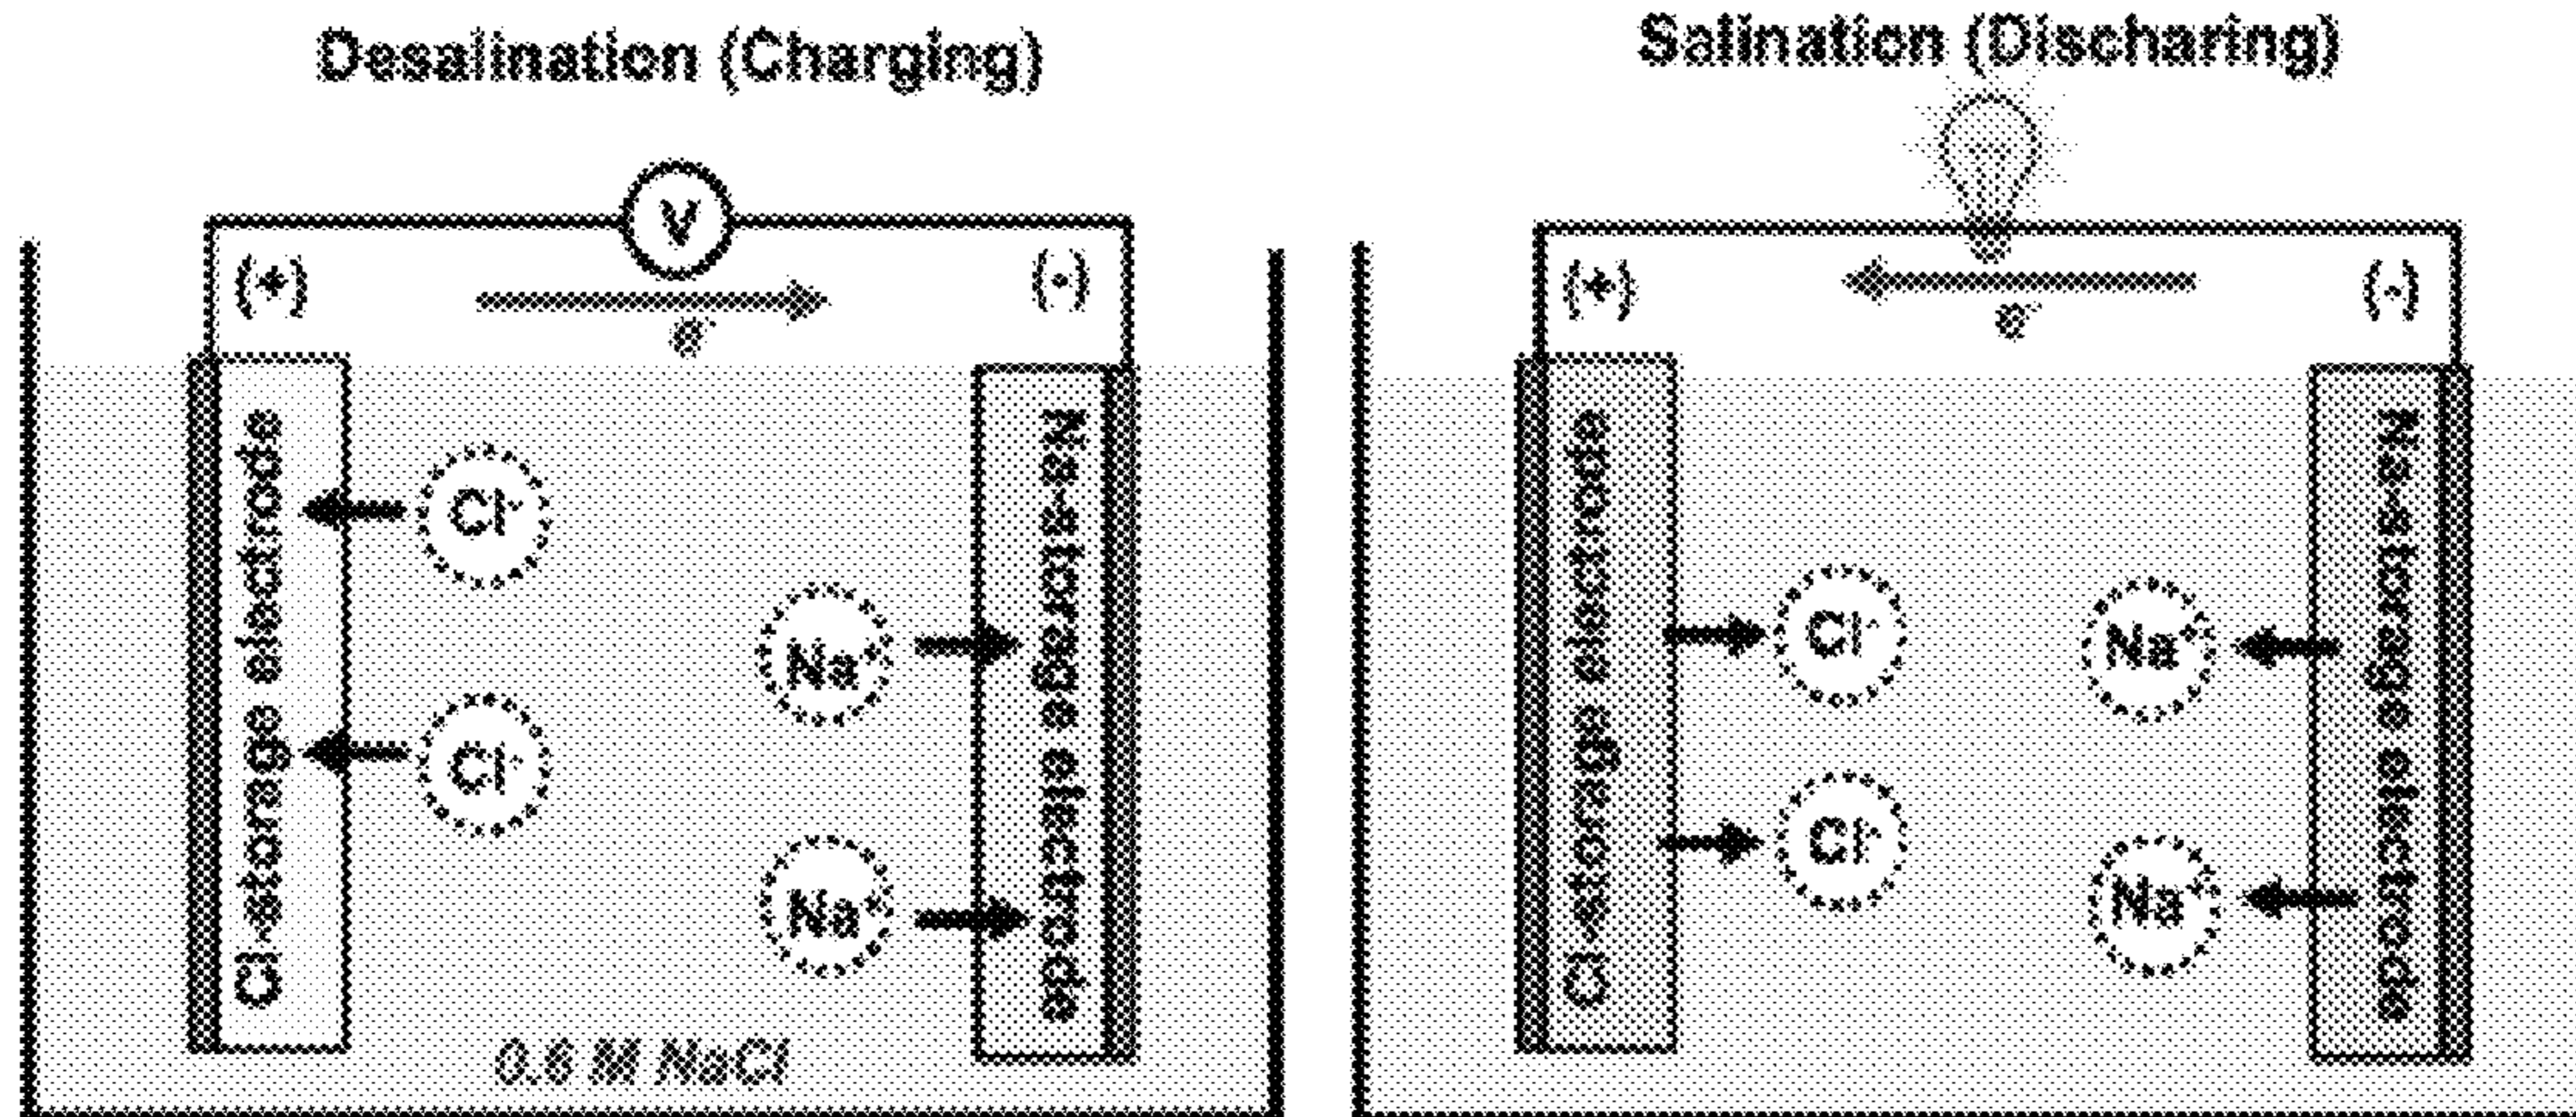 Desalination (Charging)
V
(+)
(-)
e-
Cl-storage electrode
Cl-
Cl-
Na+
Na+
Na-storage electrode
0.6 M NaCl
Salination (Discharing)
(+)
(-)
e-
Cl-storage electrode
Cl-
Cl-
Na+
Na+
Na-storage electrode